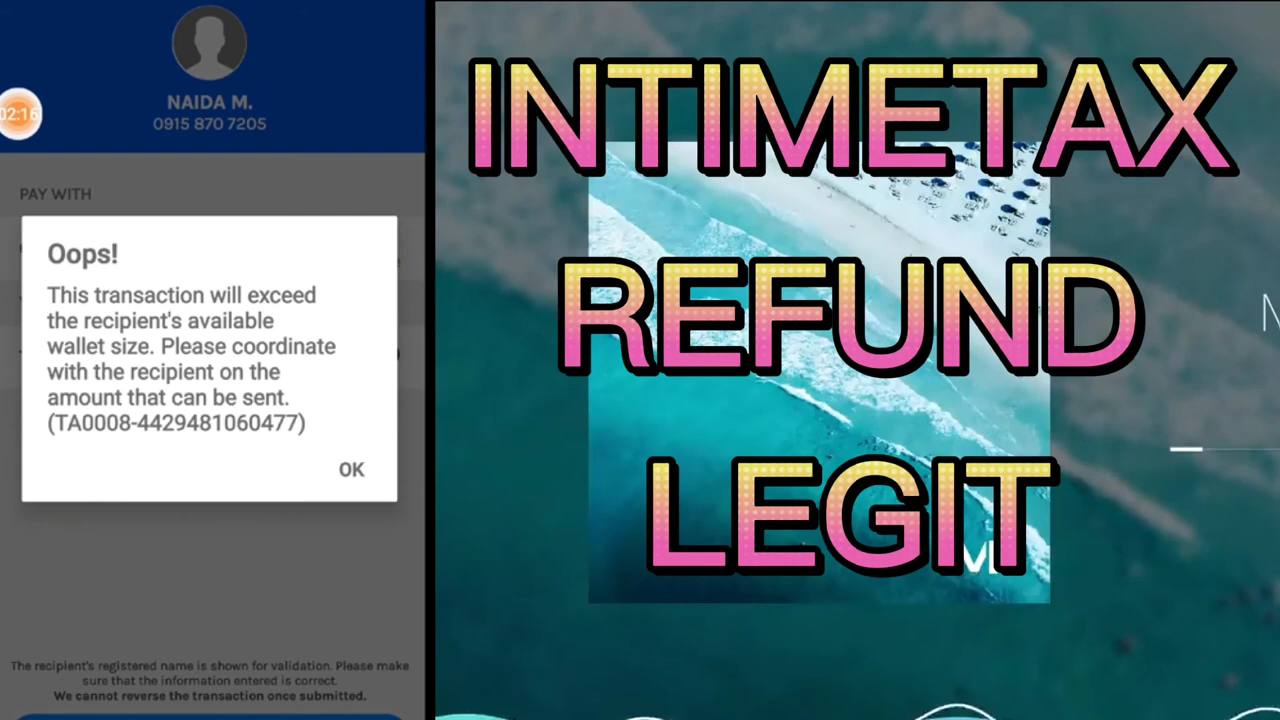 NAIDA M.
0915 870 7205
02:16
PAY WITH
Oops!
This transaction will exceed
the recipient's available
wallet size. Please coordinate
with the recipient on the
amount that can be sent.
(TA0008-4429481060477)
OK
The recipient's registered name is shown for validation. Please make
sure that the information entered is correct.
We cannot reverse the transaction once submitted.
INTIMETAX
REFUND
LEGIT